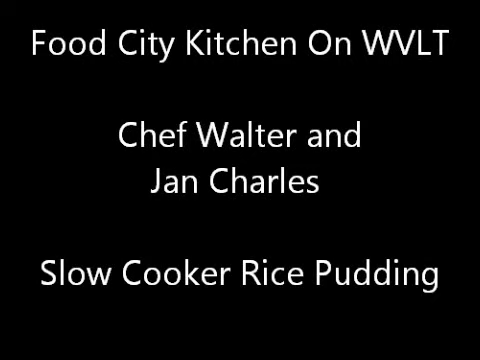 Food City Kitchen On WVLT
Chef Walter and
Jan Charles
Slow Cooker Rice Pudding